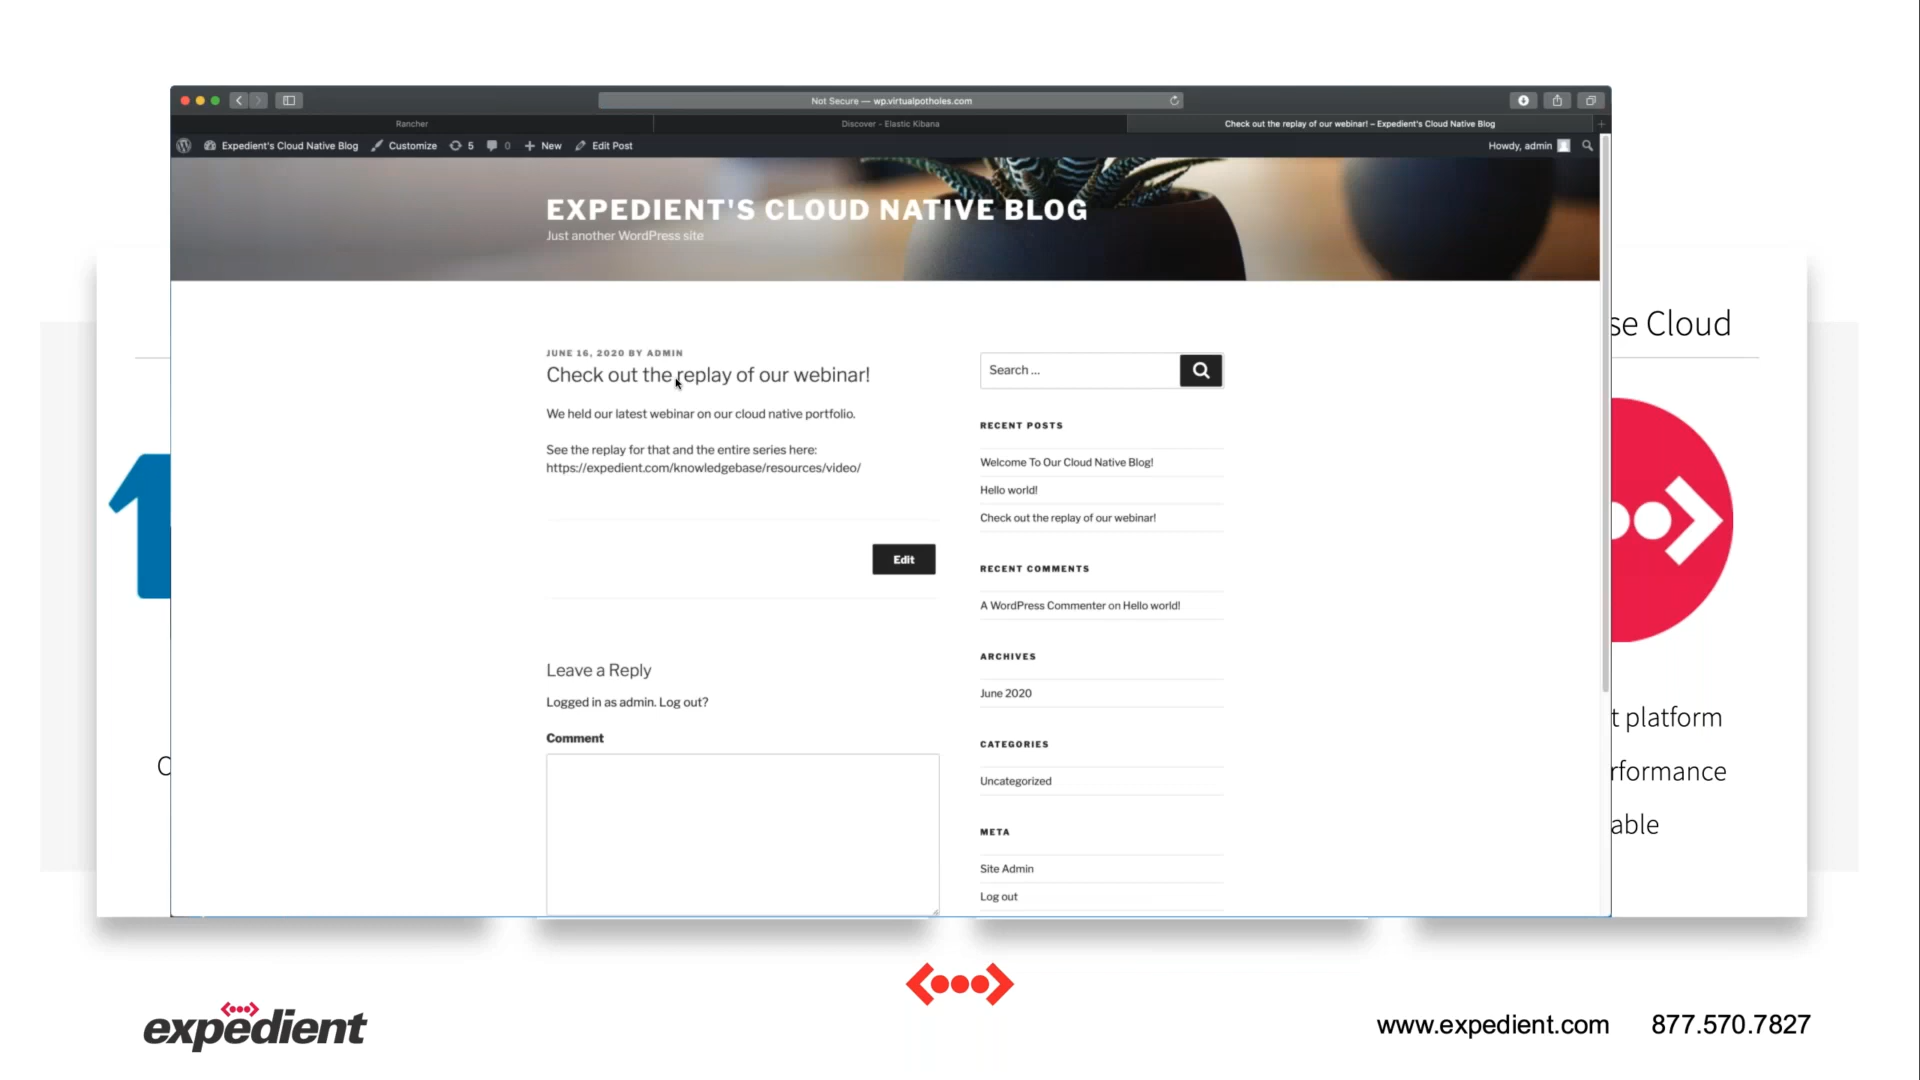 Not Secure — wp.virtualpotholes.com
Rancher
Discover - Elastic Kibana
Check out the replay of our webinar! – Expedient's Cloud Native Blog
Expedient's Cloud Native Blog
Customize
5
0
New
Edit Post
Howdy, admin
EXPEDIENT'S CLOUD NATIVE BLOG
Just another WordPress site
JUNE 16, 2020 BY ADMIN
Check out the replay of our webinar!
We held our latest webinar on our cloud native portfolio.
See the replay for that and the entire series here:
https://expedient.com/knowledgebase/resources/video/
Edit
Leave a Reply
Logged in as admin. Log out?
Comment
Search ...
RECENT POSTS
Welcome To Our Cloud Native Blog!
Hello world!
Check out the replay of our webinar!
RECENT COMMENTS
A WordPress Commenter on Hello world!
ARCHIVES
June 2020
CATEGORIES
Uncategorized
META
Site Admin
Log out
Cloud
platform
expedient
www.expedient.com
877.570.7827